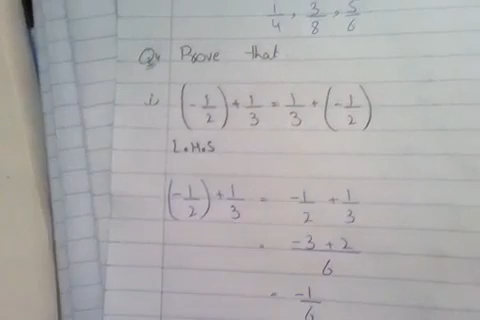 1/4, 3/8, 5/6
Q4 Prove that
i, (-1/2) + 1/3 = 1/3 + (-1/2)
L.H.S
(-1/2) + 1/3 = -1/2 + 1/3
= -3+2/6
= -1/6